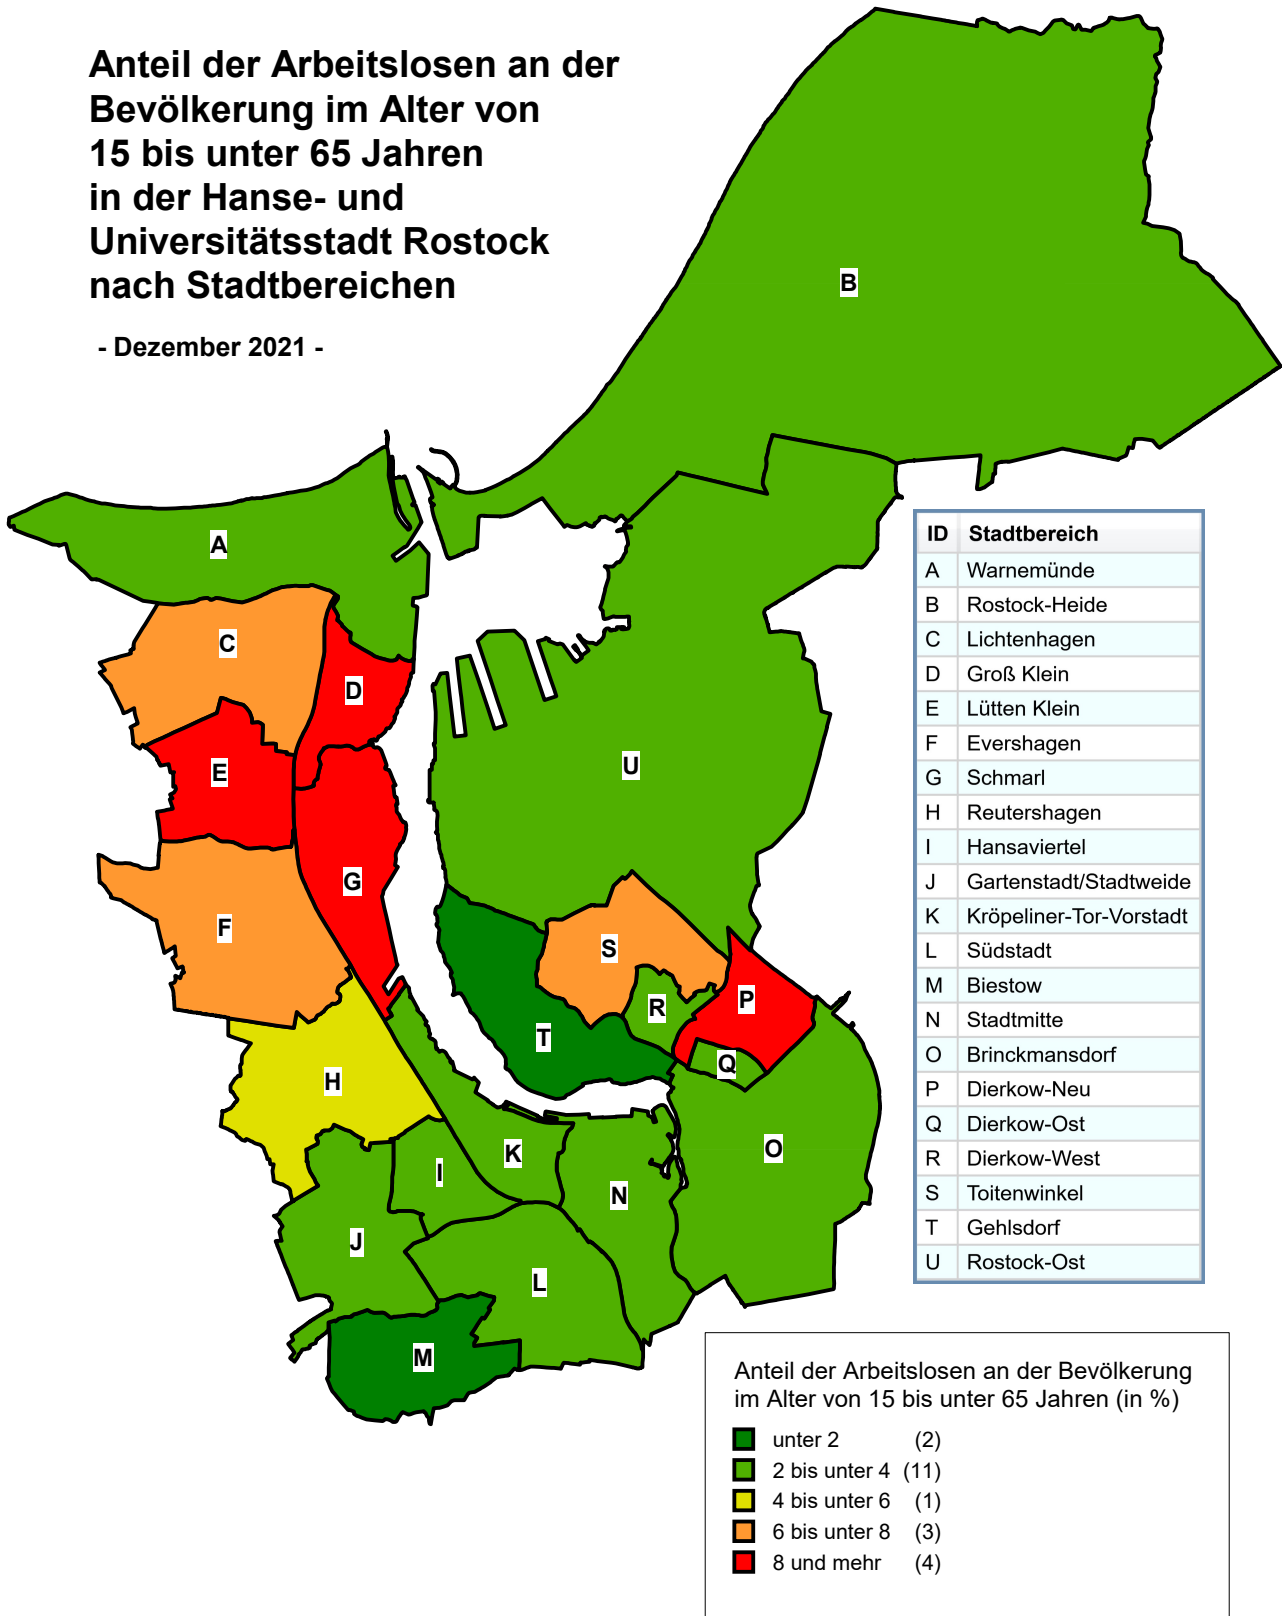 Anteil der Arbeitslosen an der
Bevölkerung im Alter von
15 bis unter 65 Jahren
in der Hanse- und
Universitätsstadt Rostock
nach Stadtbereichen
- Dezember 2021 -
B
A
C
D
E
U
G
F
S
P
R
T
Q
H
K
O
I
N
J
L
M
ID Stadtbereich
A Warnemünde
B Rostock-Heide
C Lichtenhagen
D Groß Klein
E Lütten Klein
F Evershagen
G Schmarl
H Reutershagen
I Hansaviertel
J Gartenstadt/Stadtweide
K Kröpeliner-Tor-Vorstadt
L Südstadt
M Biestow
N Stadtmitte
O Brinckmansdorf
P Dierkow-Neu
Q Dierkow-Ost
R Dierkow-West
S Toitenwinkel
T Gehlsdorf
U Rostock-Ost
Anteil der Arbeitslosen an der Bevölkerung
im Alter von 15 bis unter 65 Jahren (in %)
unter 2 (2)
2 bis unter 4 (11)
4 bis unter 6 (1)
6 bis unter 8 (3)
8 und mehr (4)